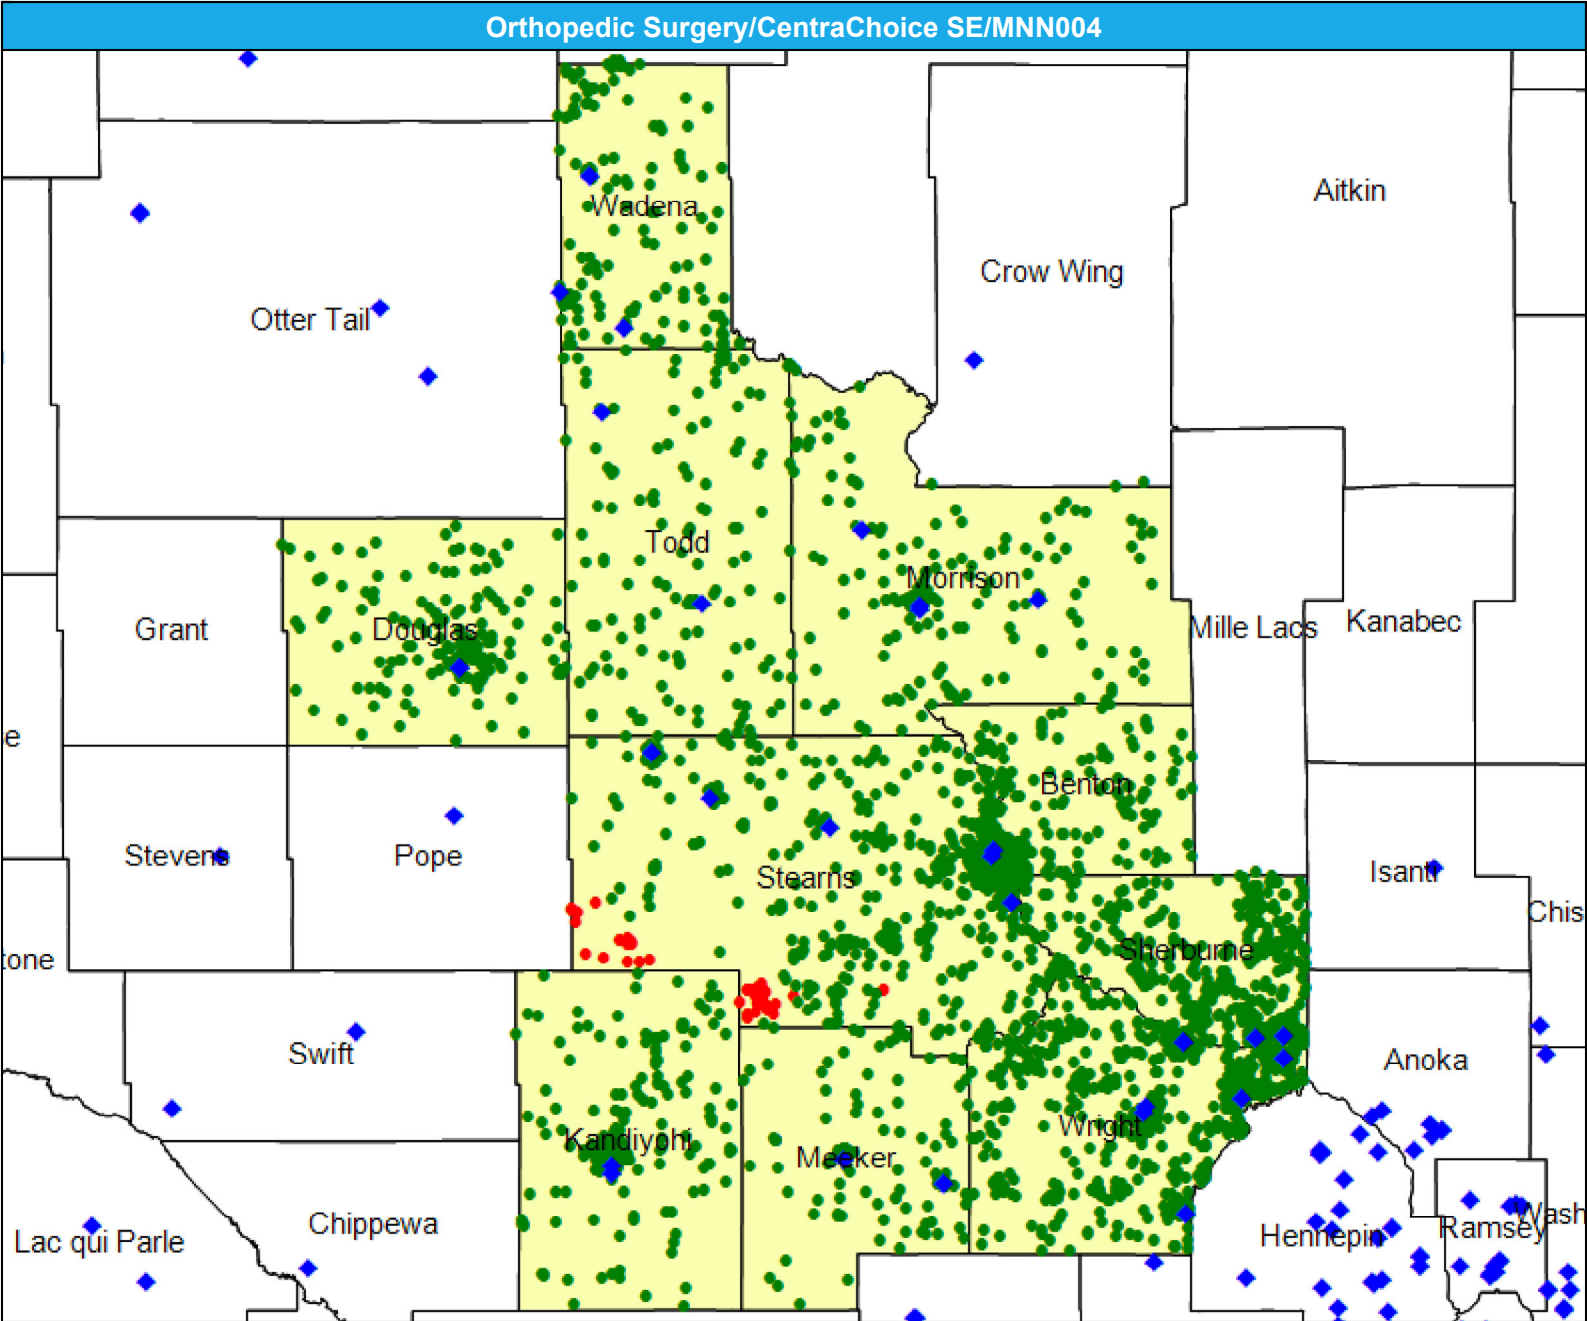 Orthopedic Surgery/CentraChoice SE/MNN004
Aitkin
Wadena
Crow Wing
Otter Tail
Todd
Morrison
Grant
Douglas
Mille Lacs
Kanabec
e
Benton
Stevens
Pope
Stearns
Isanti
Chis
Sherburne
tone
Swift
Anoka
Kandiyohi
Wright
Meeker
Chippewa
Wash
Lac qui Parle
Hennepin
Ramsey